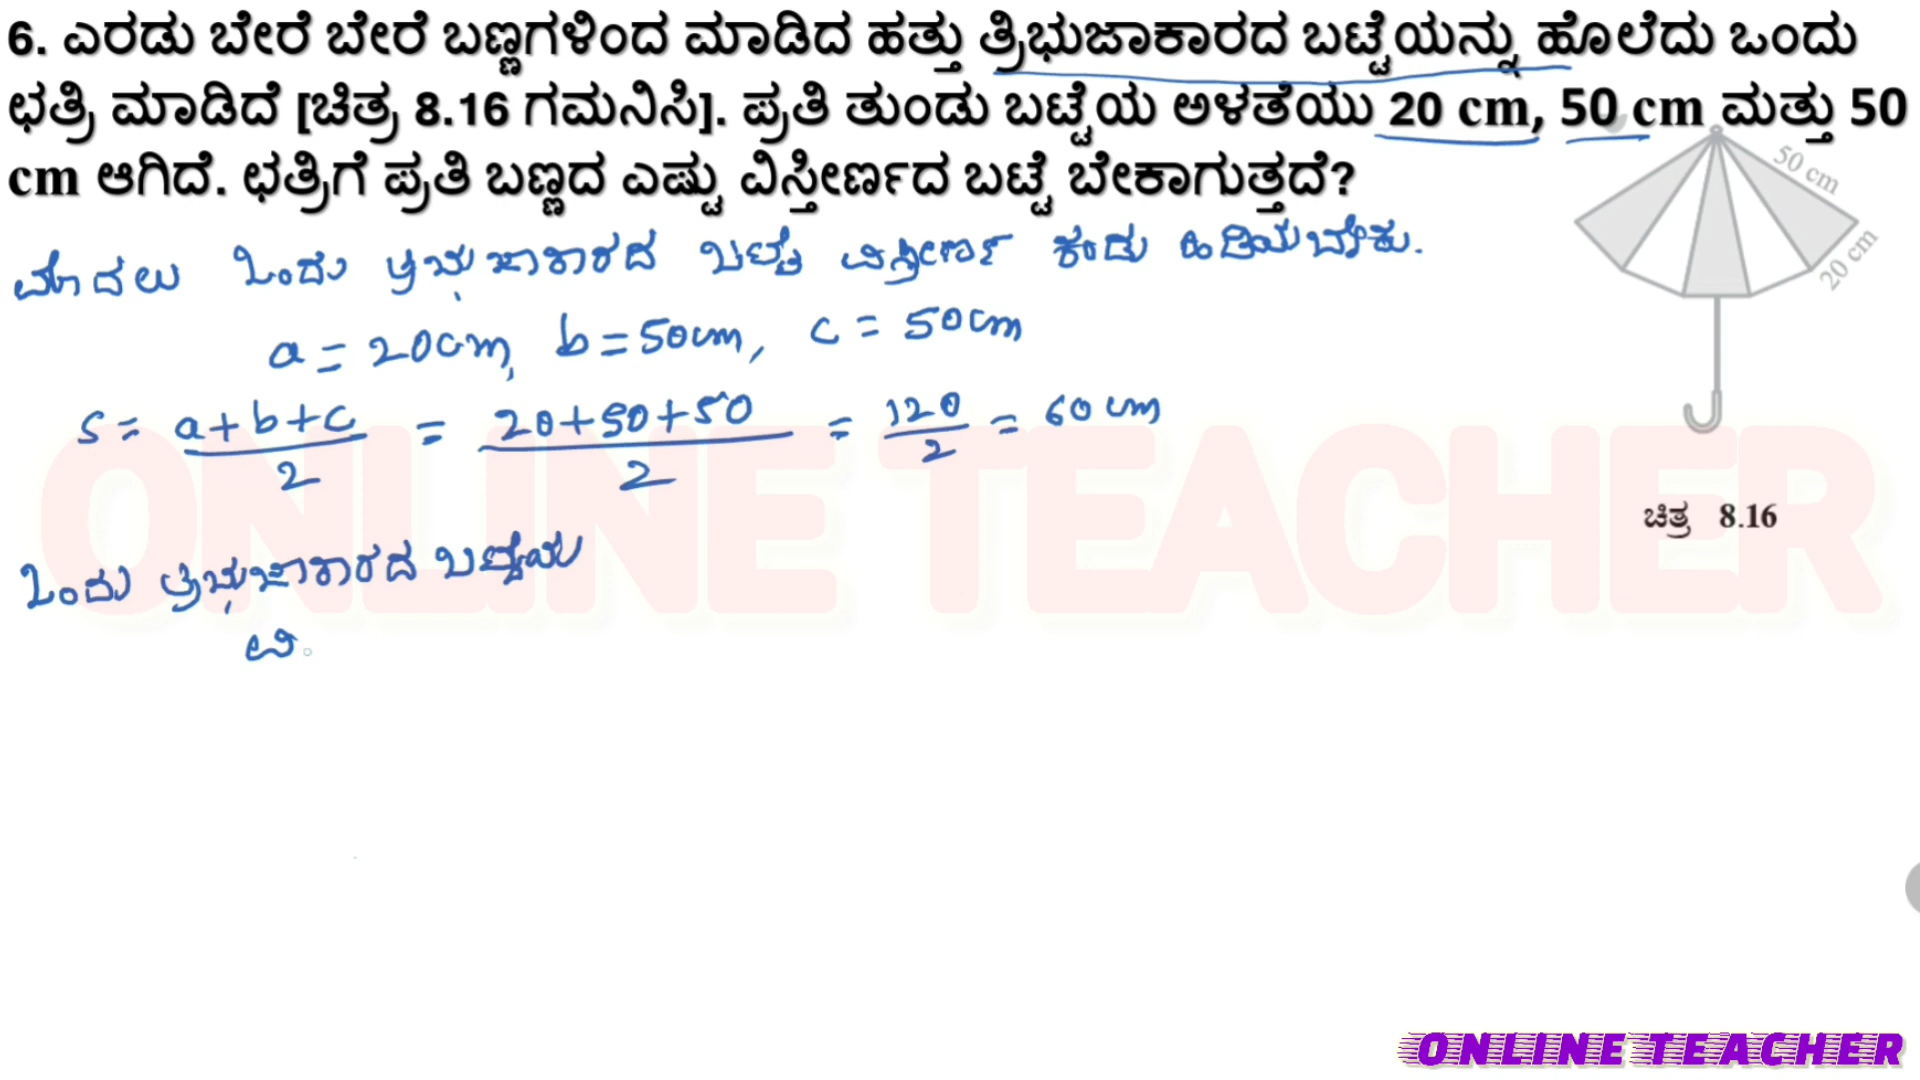 6. ಎರಡು ಬೇರೆ ಬೇರೆ ಬಣ್ಣಗಳಿಂದ ಮಾಡಿದ ಹತ್ತು ತ್ರಿಭುಜಾಕಾರದ ಬಟ್ಟೆಯನ್ನು ಹೊಲೆದು ಒಂದು
ಛತ್ರಿ ಮಾಡಿದೆ [ಚಿತ್ರ 8.16 ಗಮನಿಸಿ]. ಪ್ರತಿ ತುಂಡು ಬಟ್ಟೆಯ ಅಳತೆಯು 20 cm, 50 cm ಮತ್ತು 50
cm ಆಗಿದೆ. ಛತ್ರಿಗೆ ಪ್ರತಿ ಬಣ್ಣದ ಎಷ್ಟು ವಿಸ್ತೀರ್ಣದ ಬಟ್ಟೆ ಬೇಕಾಗುತ್ತದೆ?
50 cm
20 cm
ಮೊದಲು ಒಂದು ತ್ರಿಭುಜಾಕಾರದ ಬಟ್ಟೆ ವಿಸ್ತೀರ್ಣ ಕಂಡು ಹಿಡಿಯಬೇಕು.
a = 20cm, b = 50cm, c = 50cm
s = a+b+c/2 = 20+50+50/2 = 120/2 = 60 cm
ಚಿತ್ರ 8.16
ಒಂದು ತ್ರಿಭುಜಾಕಾರದ ಬಟ್ಟೆಯ
ವಿ
ONLINE TEACHER
ONLINE TEACHER